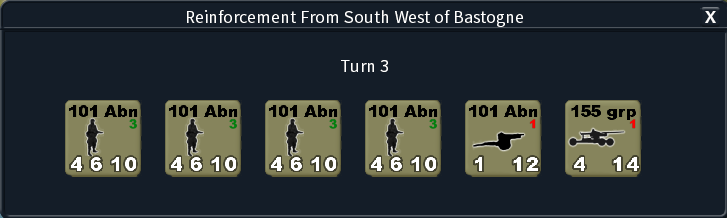 Reinforcement From South West of Bastogne X
Turn 3
101 Abn 101 Abn 101 Abn 101 Abn 101 Abn 155 grp
3 3 3 3 1 1
4 6 10 4 6 10 4 6 10 4 6 10 1 12 4 14